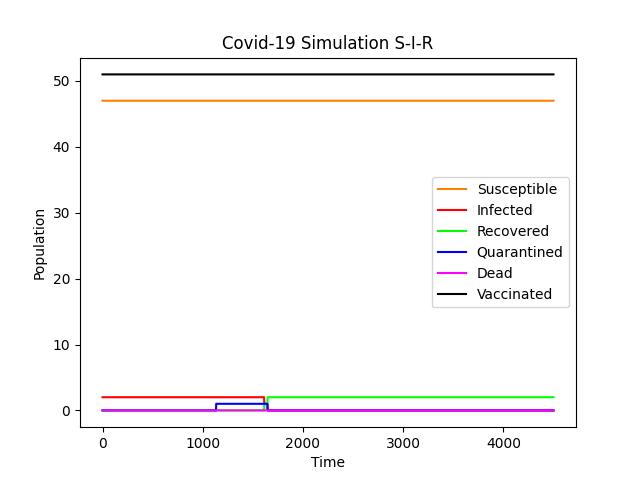 Covid-19 Simulation S-I-R
50
40
30
20
10
0
Population
Susceptible
Infected
Recovered
Quarantined
Dead
Vaccinated
0 1000 2000 3000 4000
Time